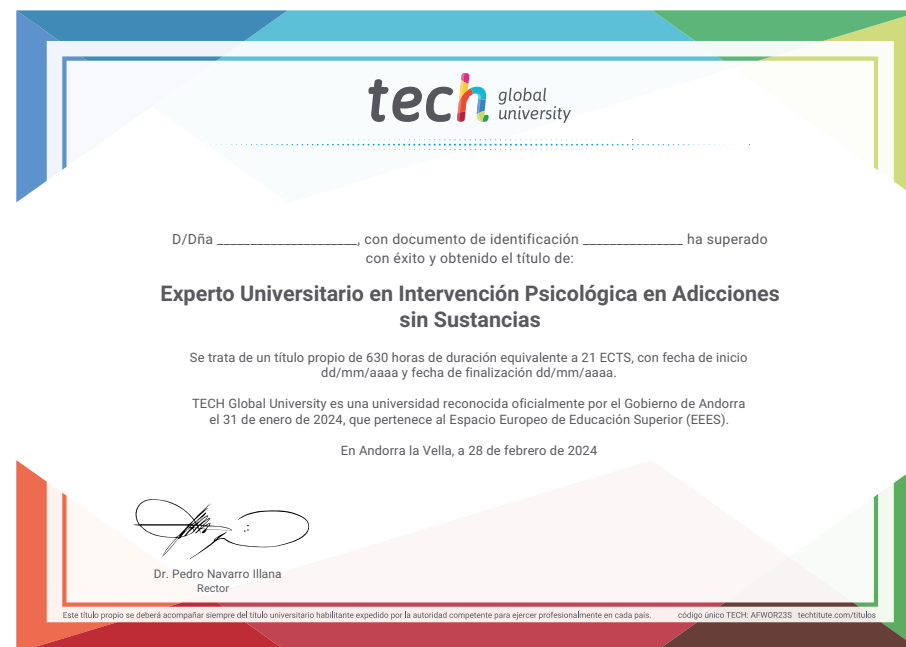 tech global university
D/Dña _____________________, con documento de identificación _______________ ha superado
con éxito y obtenido el título de:
Experto Universitario en Intervención Psicológica en Adicciones
sin Sustancias
Se trata de un título propio de 630 horas de duración equivalente a 21 ECTS, con fecha de inicio
dd/mm/aaaa y fecha de finalización dd/mm/aaaa.
TECH Global University es una universidad reconocida oficialmente por el Gobierno de Andorra
el 31 de enero de 2024, que pertenece al Espacio Europeo de Educación Superior (EEES).
En Andorra la Vella, a 28 de febrero de 2024
Dr. Pedro Navarro Illana
Rector
Este título propio se deberá acompañar siempre del título universitario habilitante expedido por la autoridad competente para ejercer profesionalmente en cada país. código único TECH: AFWOR23S techtitute.com/titulos